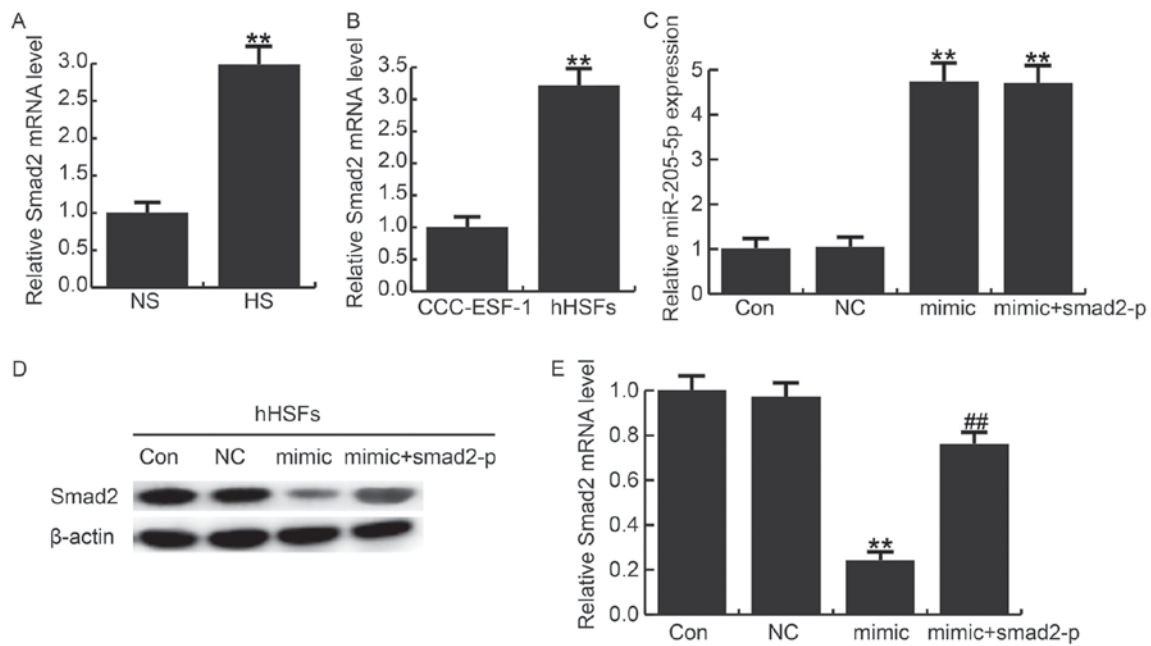 A
Relative Smad2 mRNA level
**
3.0
2.5
2.0
1.5
1.0
0.5
0.0
NS HS
B
Relative Smad2 mRNA level
**
3.5
3.0
2.5
2.0
1.5
1.0
0.5
0.0
CCC-ESF-1 hHSFs
C
Relative miR-205-5p expression
** **
5
4
3
2
1
0
Con NC mimic mimic+smad2-p
D
hHSFs
Con NC mimic mimic+smad2-p
Smad2
β-actin
E
Relative Smad2 mRNA level
1.0
0.8
0.6
0.4
0.2
0.0
**
##
Con NC mimic mimic+smad2-p